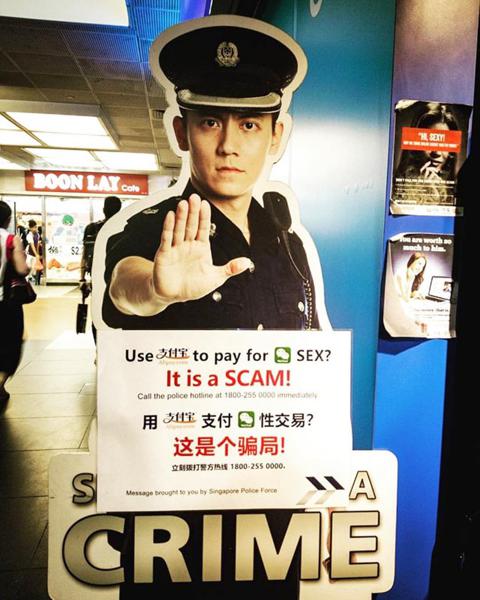 BOON LAY Cafe
"HI, SEXY!
You are worth so
much to him.
$2
Use 支付宝 to pay for SEX?
It is a SCAM!
Call the police hotline at 1800-255 0000 immediately
用 支付宝 支付 性交易?
这是个骗局!
立刻拨打警方热线 1800-255 0000.
Message brought to you by Singapore Police Force
S A
CRIME